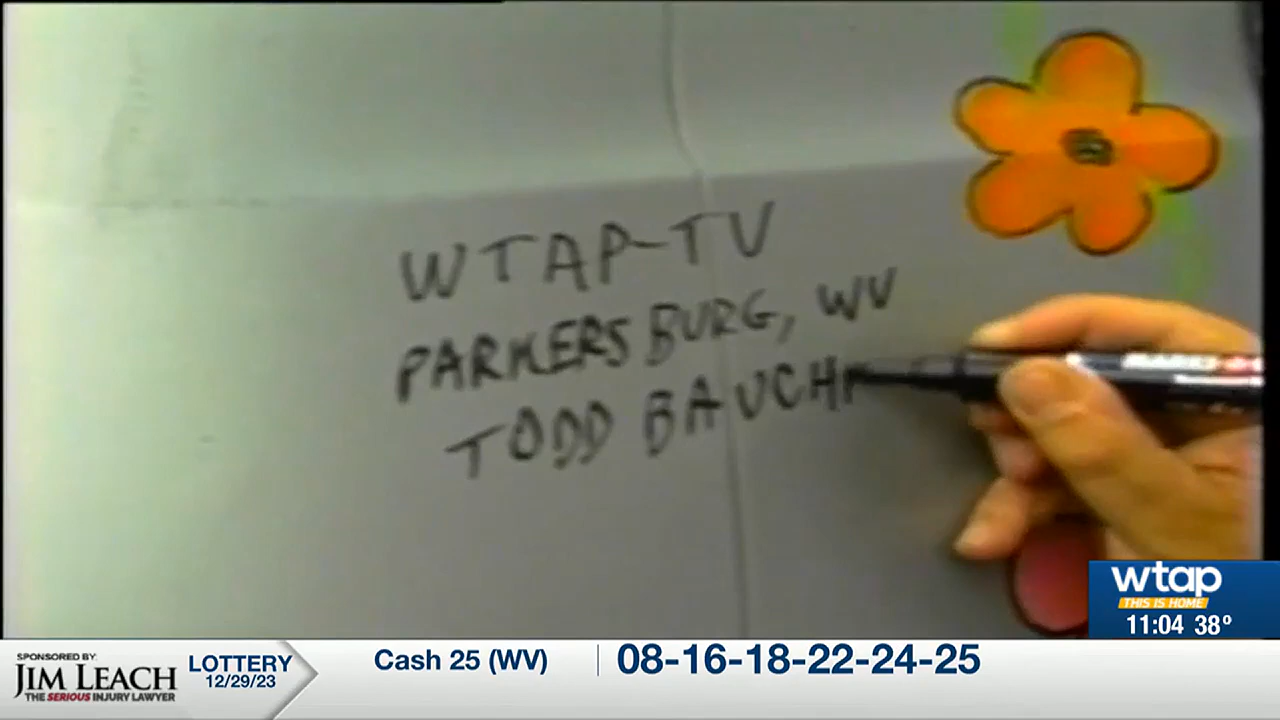 WTAP-TV
PARKERSBURG, WV
TODD BAUCH
wtap
THIS IS HOME
11:04 38°
SPONSORED BY:
JIM LEACH
THE SERIOUS INJURY LAWYER
LOTTERY
12/29/23
Cash 25 (WV)
08-16-18-22-24-25